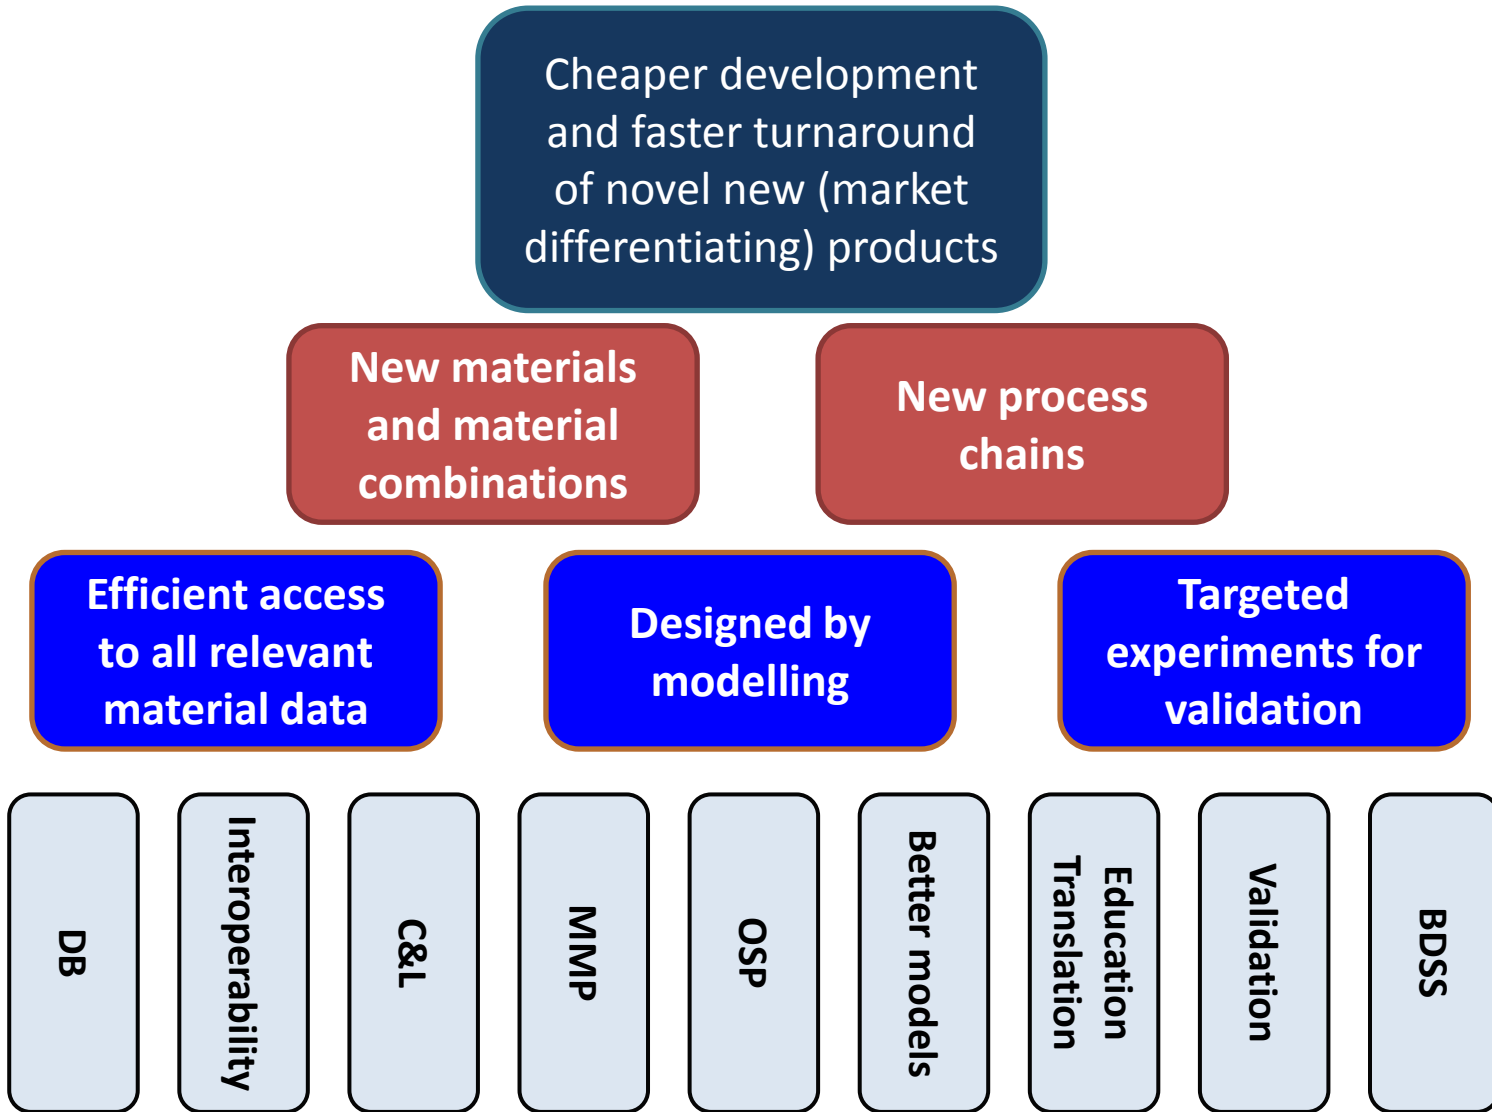 Cheaper development
and faster turnaround
of novel new (market
differentiating) products
New materials
and material
combinations
New process
chains
Efficient access
to all relevant
material data
Designed by
modelling
Targeted
experiments for
validation
DB
Interoperability
C&L
MMP
OSP
Better models
Education
Translation
Validation
BDSS